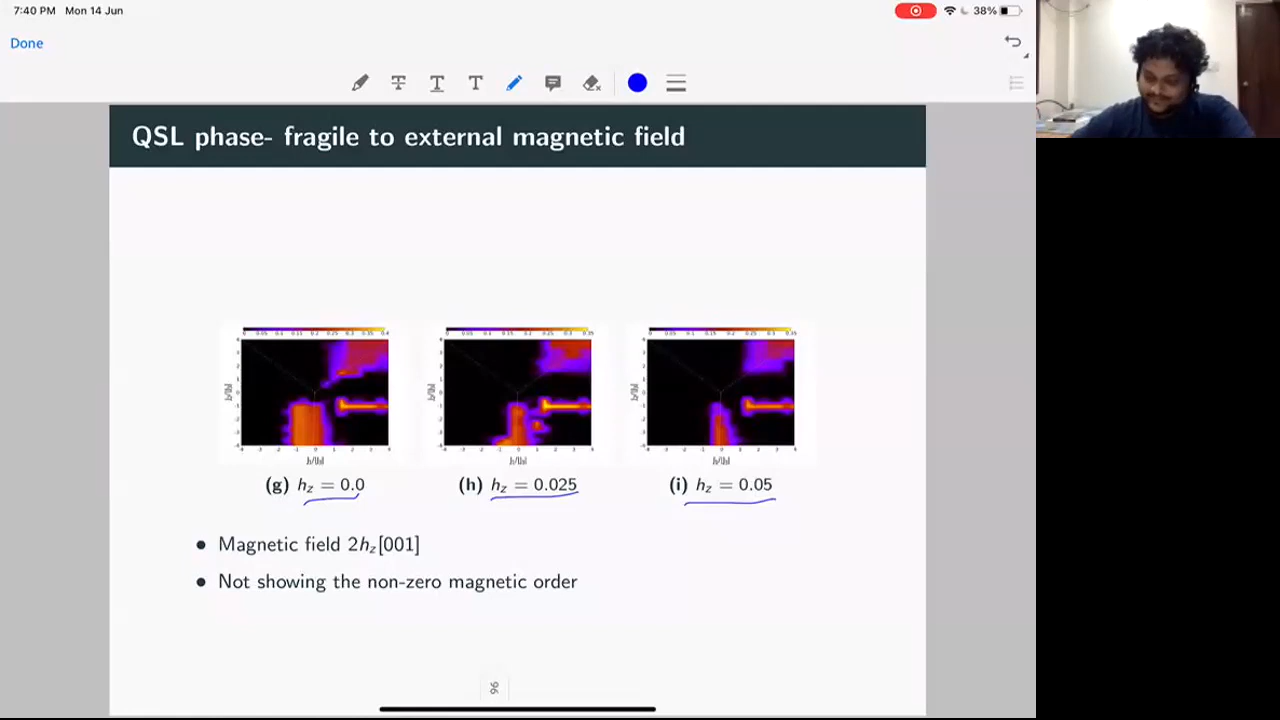 7:40 PM Mon 14 Jun
38%
Done
QSL phase- fragile to external magnetic field
(g) h_z = 0.0
(h) h_z = 0.025
(i) h_z = 0.05
• Magnetic field 2h_z[001]
• Not showing the non-zero magnetic order
96